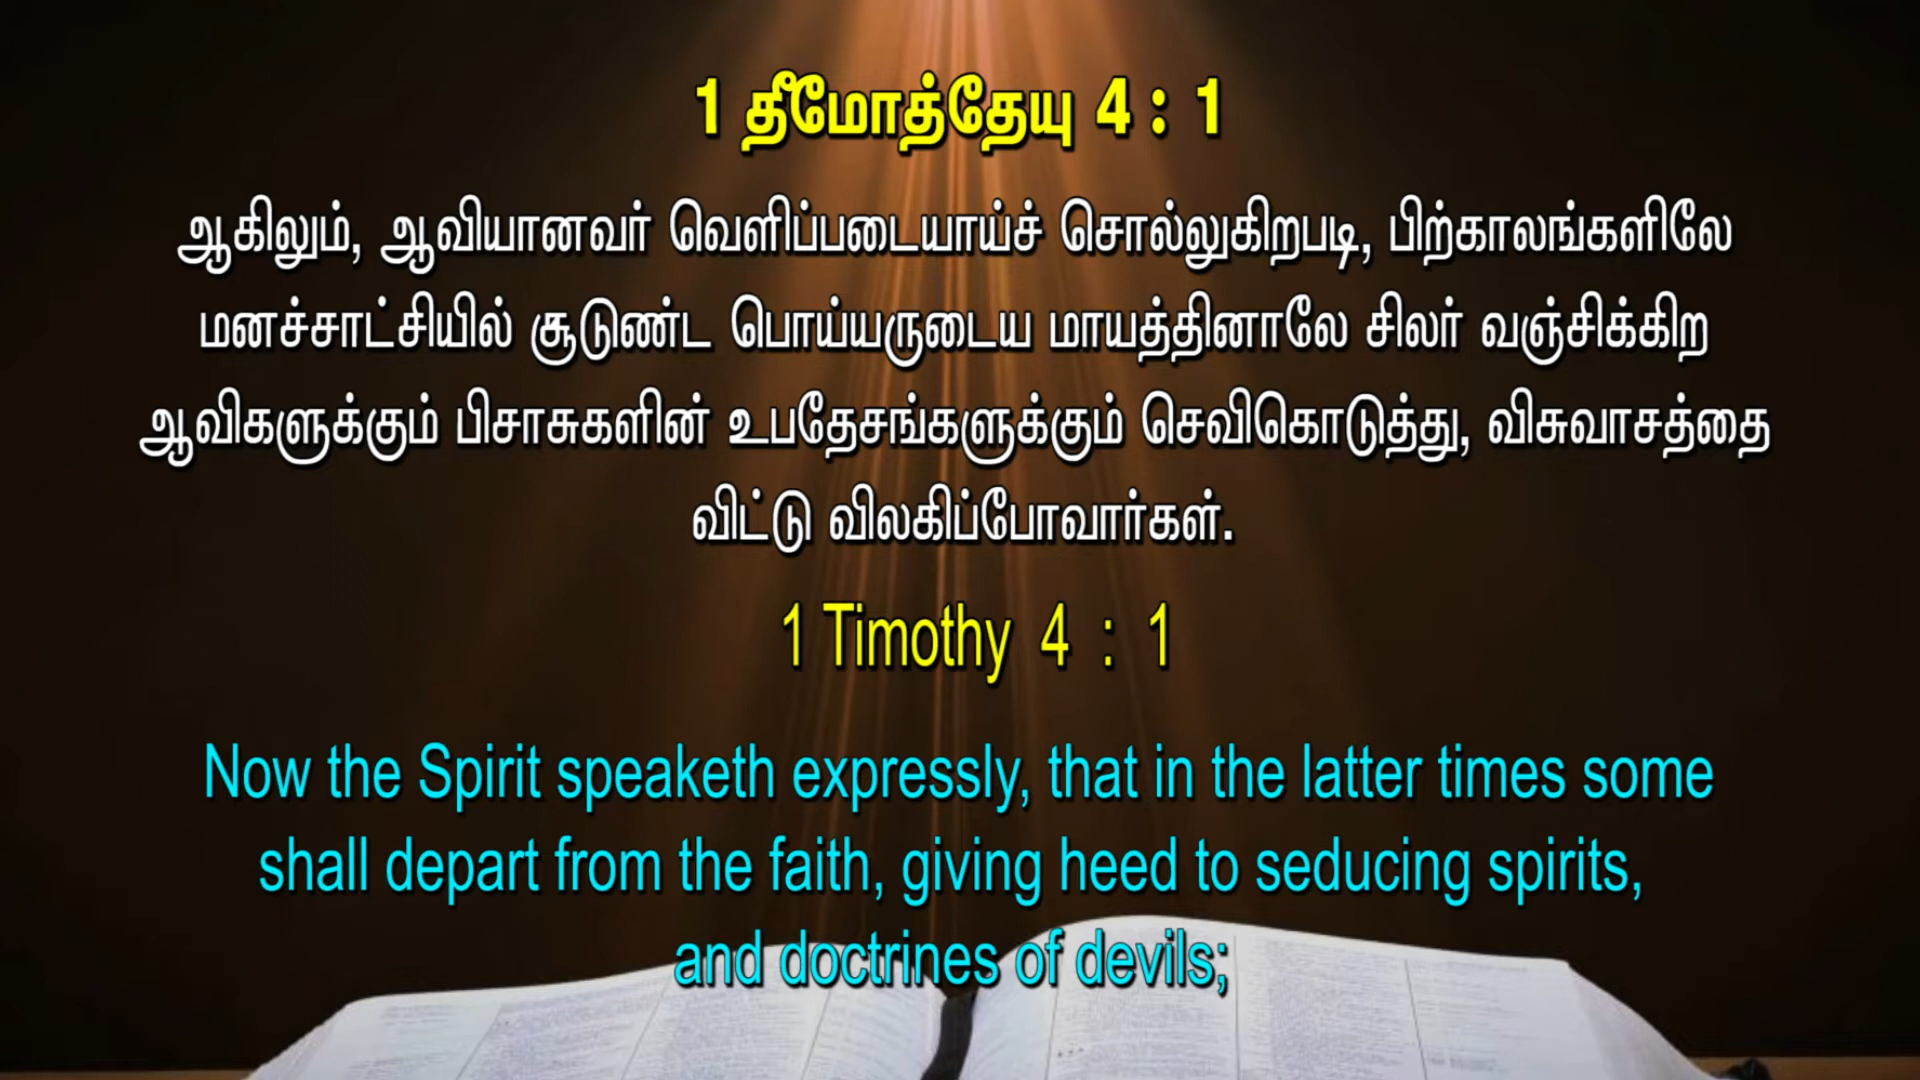 1 தீமோத்தேயு 4 : 1
ஆகிலும், ஆவியானவர் வெளிப்படையாய்ச் சொல்லுகிறபடி, பிற்காலங்களிலே
மனச்சாட்சியில் சூடுண்ட பொய்யருடைய மாயத்தினாலே சிலர் வஞ்சிக்கிற
ஆவிகளுக்கும் பிசாசுகளின் உபதேசங்களுக்கும் செவிகொடுத்து, விசுவாசத்தை
விட்டு விலகிப்போவார்கள்.
1 Timothy 4 : 1
Now the Spirit speaketh expressly, that in the latter times some
shall depart from the faith, giving heed to seducing spirits,
and doctrines of devils;